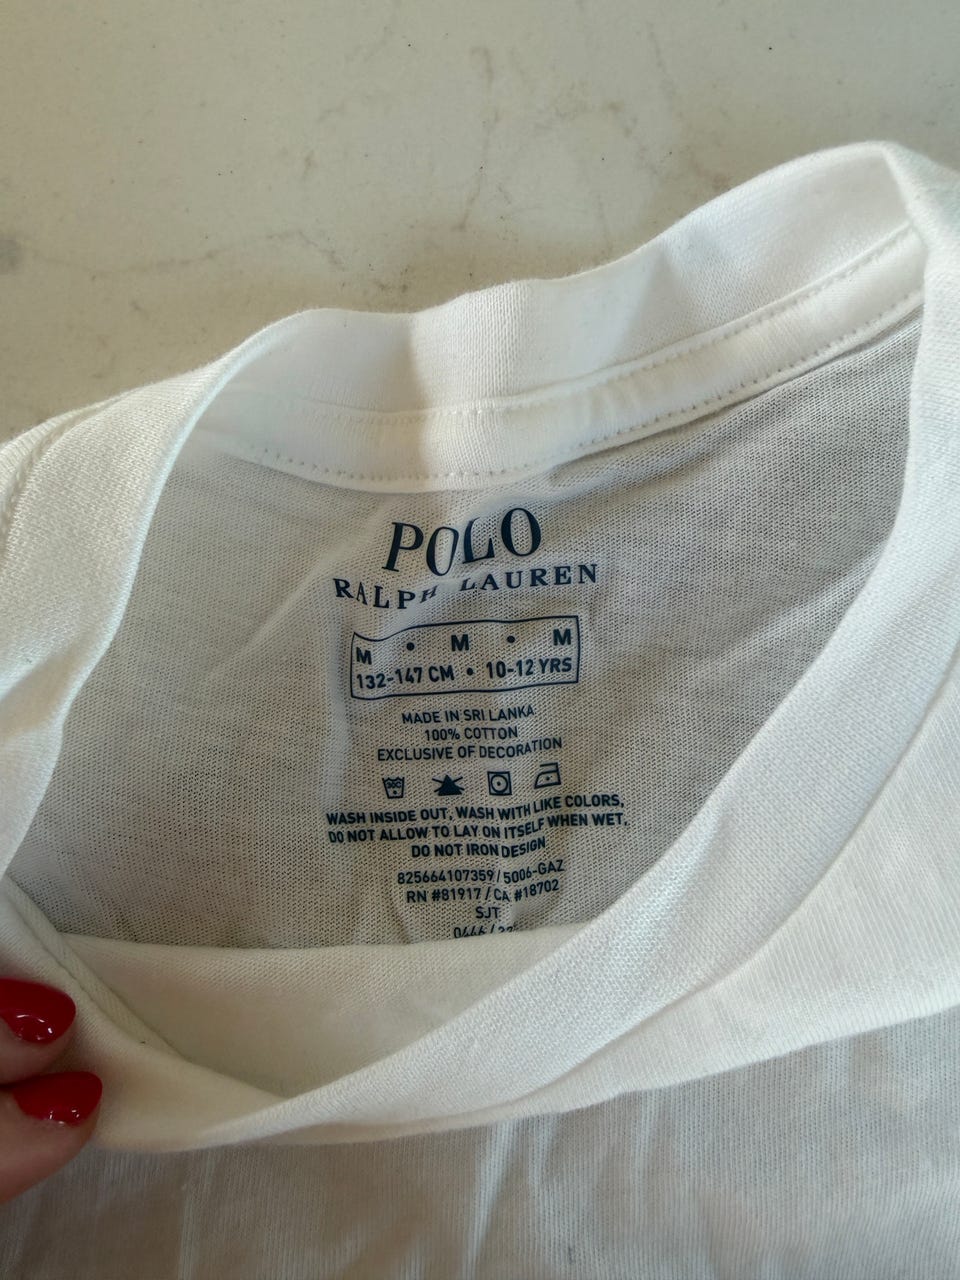 POLO
RALPH LAUREN
M • M • M
132-147 CM • 10-12 YRS
MADE IN SRI LANKA
100% COTTON
EXCLUSIVE OF DECORATION
WASH INSIDE OUT, WASH WITH LIKE COLORS,
DO NOT ALLOW TO LAY ON ITSELF WHEN WET,
DO NOT IRON DESIGN
825664107359/5006-GAZ
RN #81917 / CA #18702
SJT